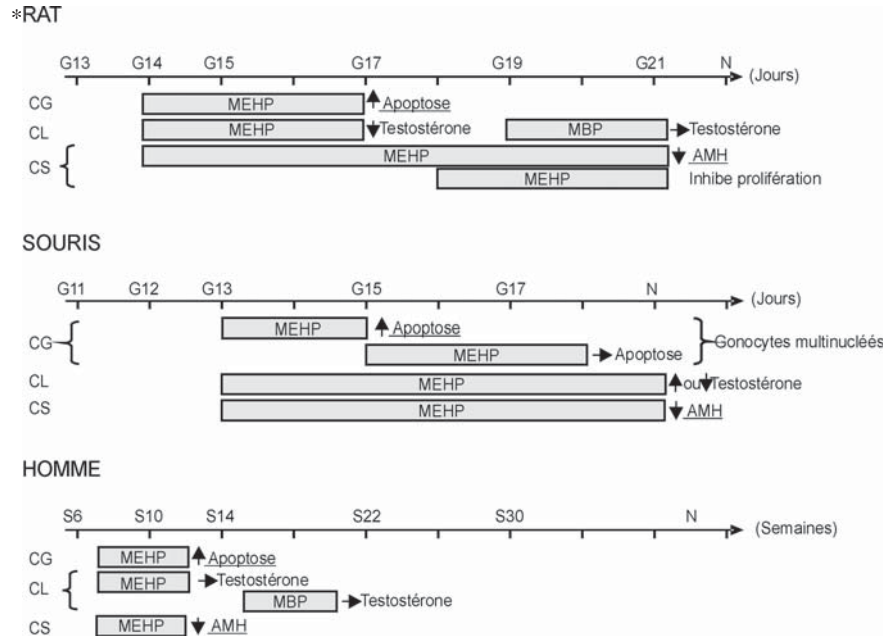 *RAT
G13 G14 G15 G17 G19 G21 N (Jours)
CG MEHP Apoptose
CL MEHP Testostérone MBP Testostérone
CS MEHP AMH
MEHP Inhibe prolifération
SOURIS
G11 G12 G13 G15 G17 N (Jours)
CG MEHP Apoptose
MEHP Apoptose
Gonocytes multinucléés
CL MEHP ou Testostérone
CS MEHP AMH
HOMME
S6 S10 S14 S22 S30 N (Semaines)
CG MEHP Apoptose
CL MEHP Testostérone
MBP Testostérone
CS MEHP AMH